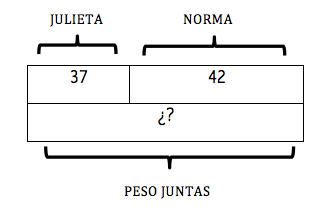 JULIETA NORMA
37 42
¿?
PESO JUNTAS